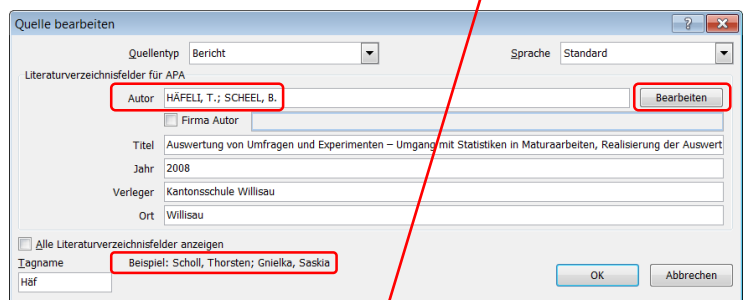 Quelle bearbeiten
Quellentyp Bericht Sprache Standard
Literaturverzeichnisfelder für APA
Autor HÄFELI, T.; SCHEEL, B. Bearbeiten
Firma Autor
Titel Auswertung von Umfragen und Experimenten – Umgang mit Statistiken in Maturaarbeiten, Realisierung der Auswert
Jahr 2008
Verleger Kantonsschule Willisau
Ort Willisau
Alle Literaturverzeichnisfelder anzeigen
Tagname Beispiel: Scholl, Thorsten; Gnielka, Saskia
Häf OK Abbrechen